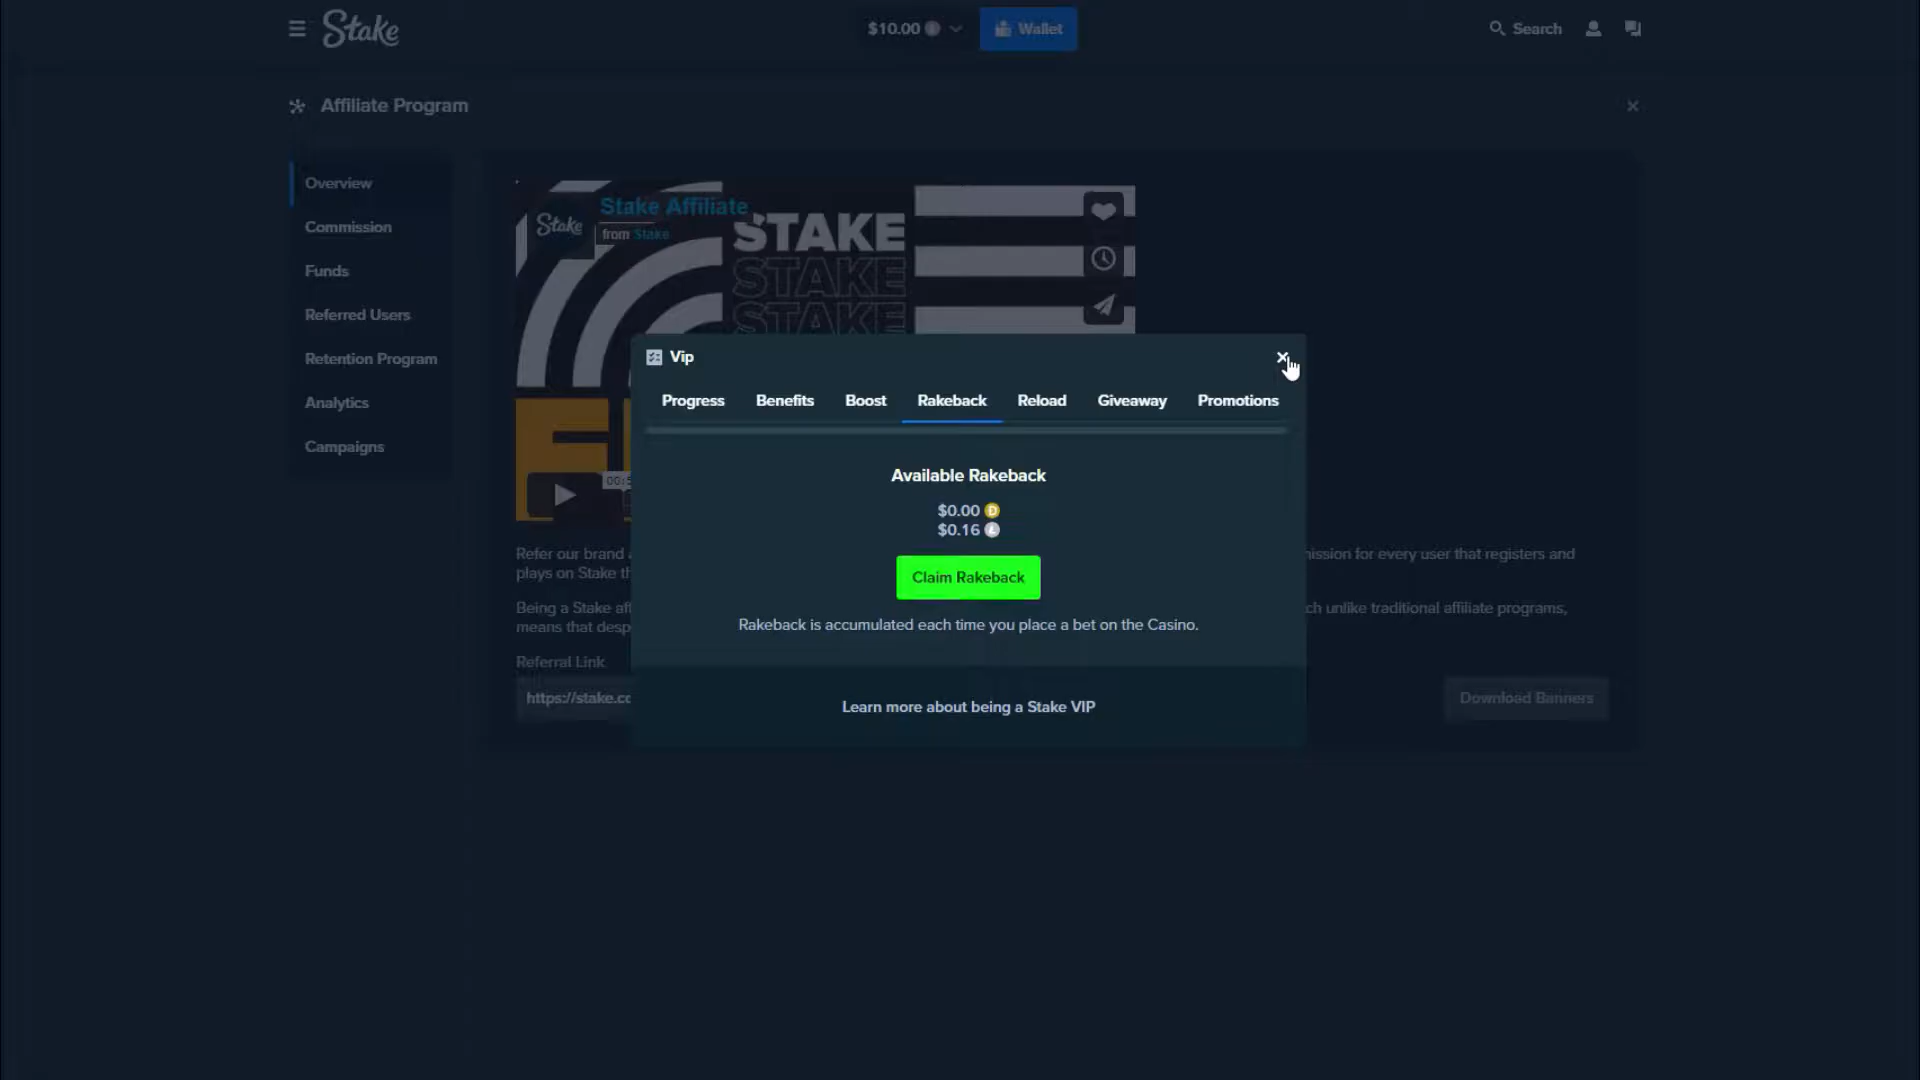 Stake
$10.00
Wallet
Search
Affiliate Program
Overview
Commission
Funds
Referred Users
Retention Program
Analytics
Campaigns
Stake
Stake Affiliate
from Stake
STAKE
STAKE
STAKE
Vip
Progress
Benefits
Boost
Rakeback
Reload
Giveaway
Promotions
Available Rakeback
$0.00
$0.16
Claim Rakeback
Rakeback is accumulated each time you place a bet on the Casino.
Learn more about being a Stake VIP
Refer our brand
for every user that registers and
plays on Stake
Being a Stake
unlike traditional affiliate programs,
means that
Referral Link
https://stake.co
Download Banners